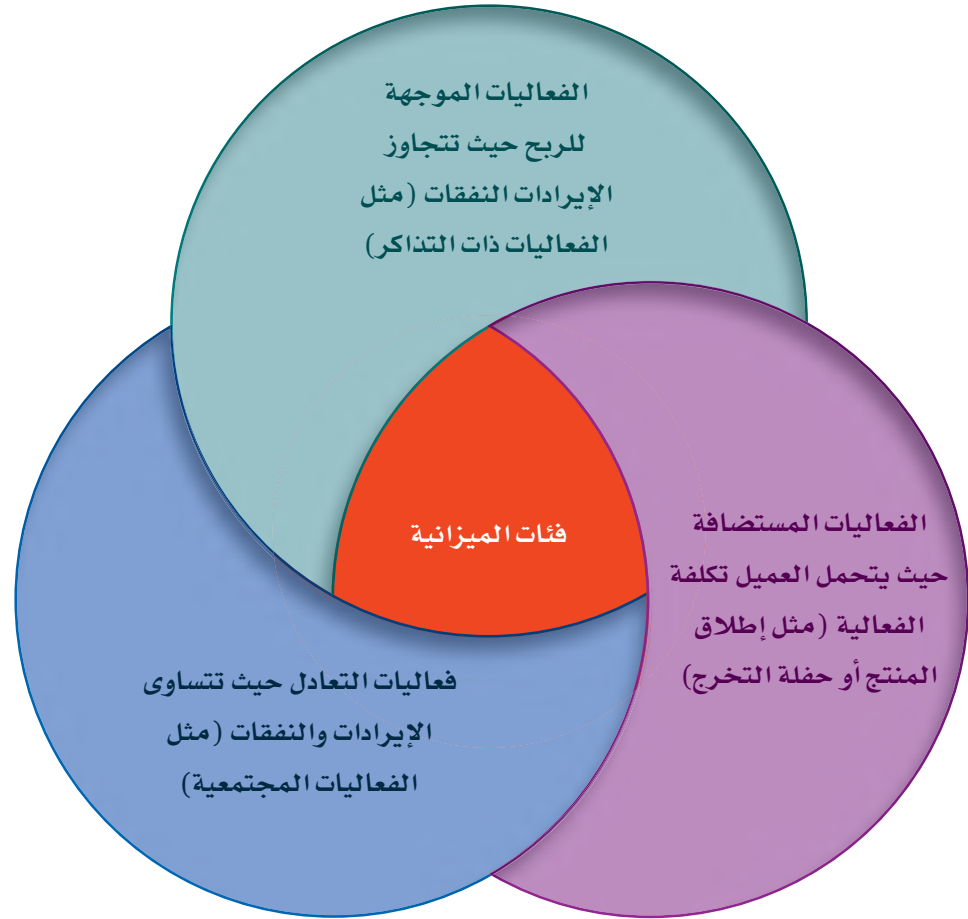 الفعاليات الموجهة
للربح حيث تتجاوز
الإيرادات النفقات (مثل
الفعاليات ذات التذاكر)
الفعاليات المستضافة
حيث يتحمل العميل تكلفة
الفعالية (مثل إطلاق
المنتج أو حفلة التخرج)
فئات الميزانية
فعاليات التعادل حيث تتساوى
الإيرادات والنفقات (مثل
الفعاليات المجتمعية)